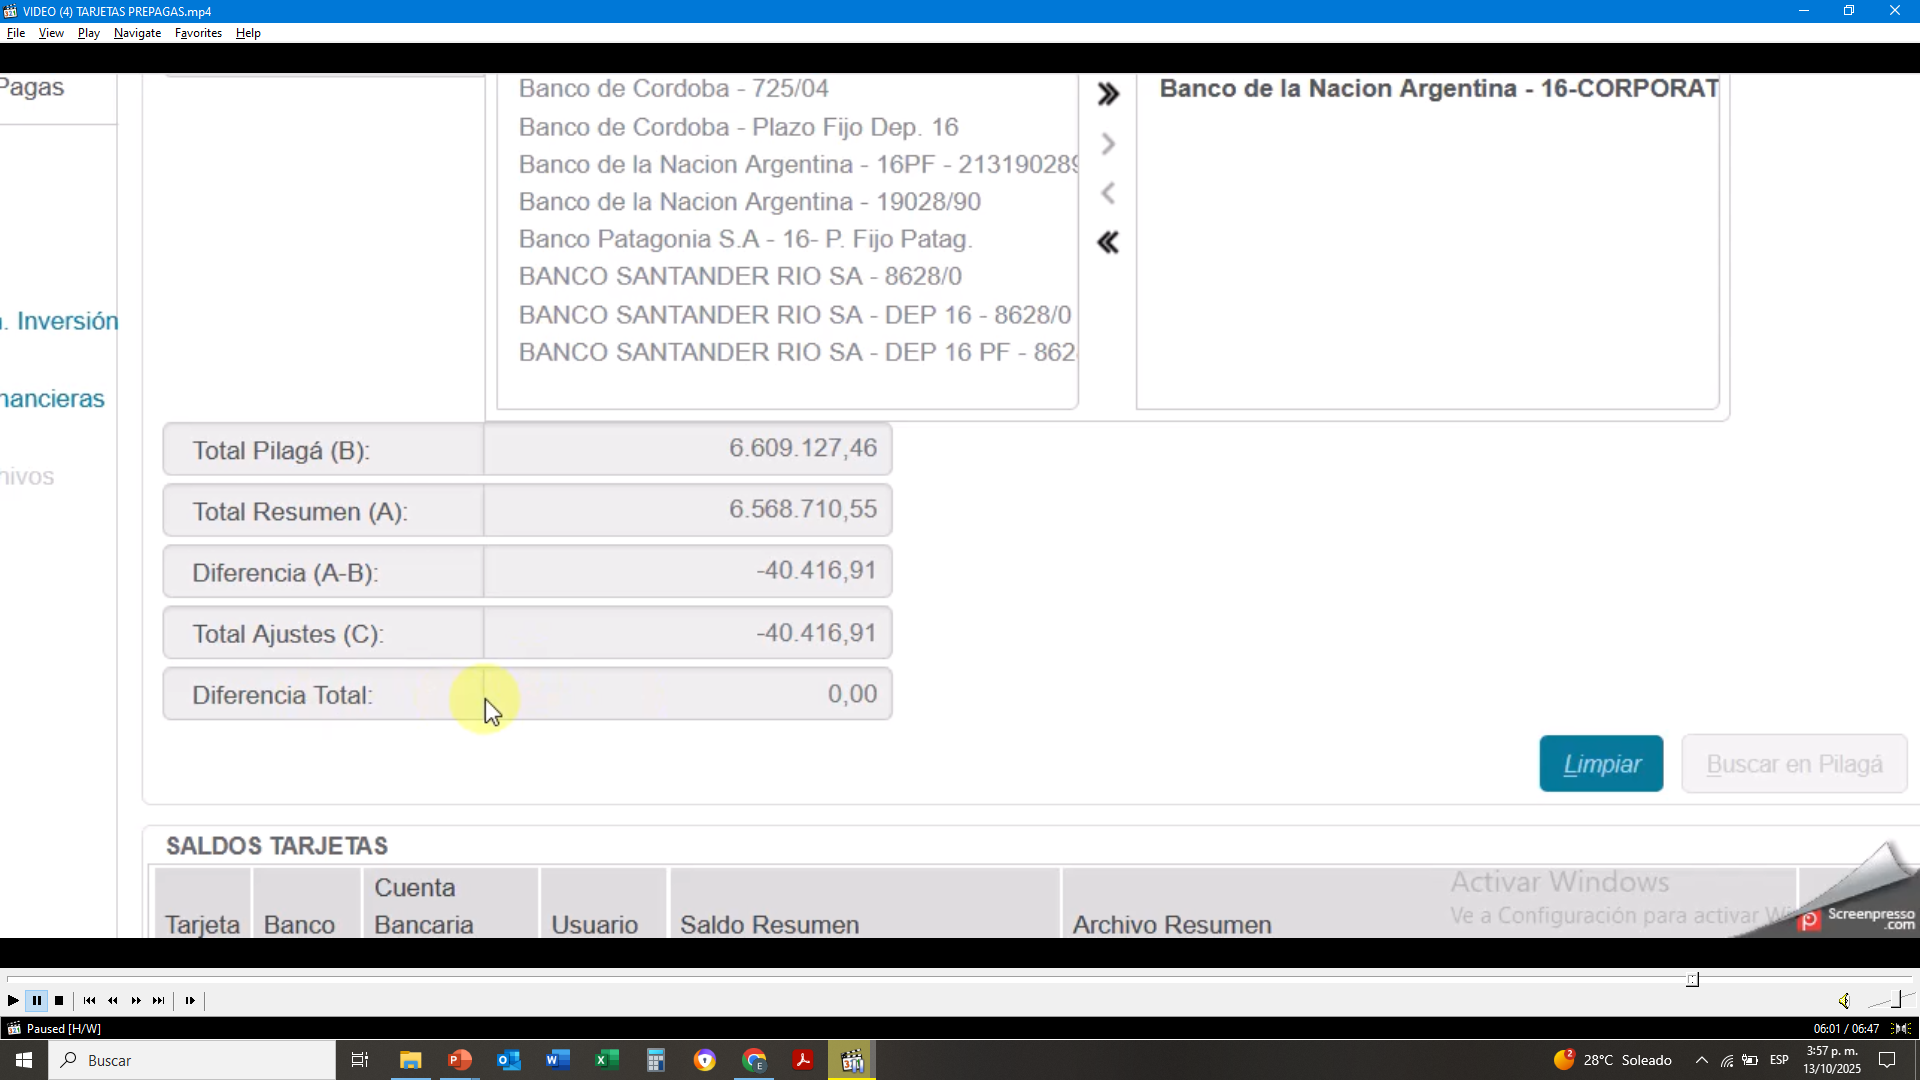 VIDEO (4) TARJETAS PREPAGAS.mp4
File View Play Navigate Favorites Help
Pagas
Banco de Cordoba - 725/04
Banco de Cordoba - Plazo Fijo Dep. 16
Banco de la Nacion Argentina - 16PF - 213190289
Banco de la Nacion Argentina - 19028/90
Banco Patagonia S.A - 16- P. Fijo Patag.
BANCO SANTANDER RIO SA - 8628/0
BANCO SANTANDER RIO SA - DEP 16 - 8628/0
BANCO SANTANDER RIO SA - DEP 16 PF - 862
Banco de la Nacion Argentina - 16-CORPORAT
. Inversión
nancieras
hivos
Total Pilagá (B): 6.609.127,46
Total Resumen (A): 6.568.710,55
Diferencia (A-B): -40.416,91
Total Ajustes (C): -40.416,91
Diferencia Total: 0,00
Limpiar
Buscar en Pilagá
SALDOS TARJETAS
Tarjeta
Banco
Cuenta
Bancaria
Usuario
Saldo Resumen
Archivo Resumen
Activar Windows
Ve a Configuración para activar Wi
Screenpresso
.com
Paused [H/W]
06:01 / 06:47
Buscar
2
28°C Soleado
ESP
3:57 p. m.
13/10/2025